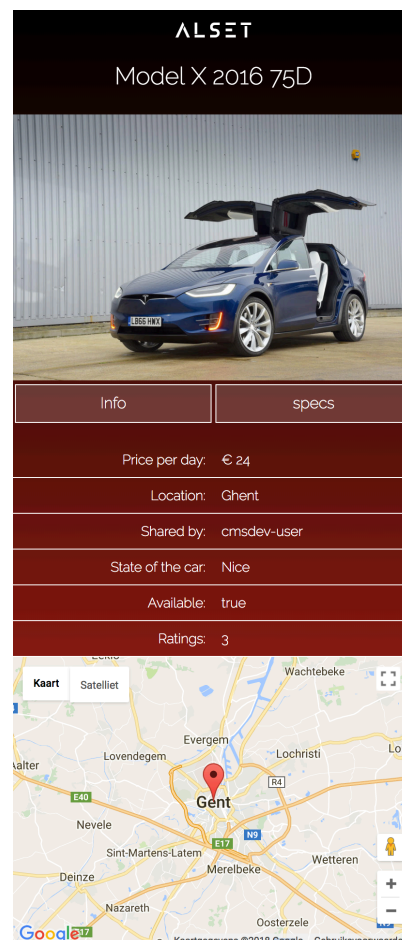 ALSET
Model X 2016 75D
LB66 HWX
Info
specs
Price per day: € 24
Location: Ghent
Shared by: cmsdev-user
State of the car: Nice
Available: true
Ratings: 3
Kaart
Satelliet
Wachtebeke
Evergem
Lovendegem
Lochristi
Lo
Aalter
R4
E40
Gent
Nevele
N9
E17
Sint-Martens-Latem
Merelbeke
Wetteren
Deinze
Nazareth
Oosterzele
Google